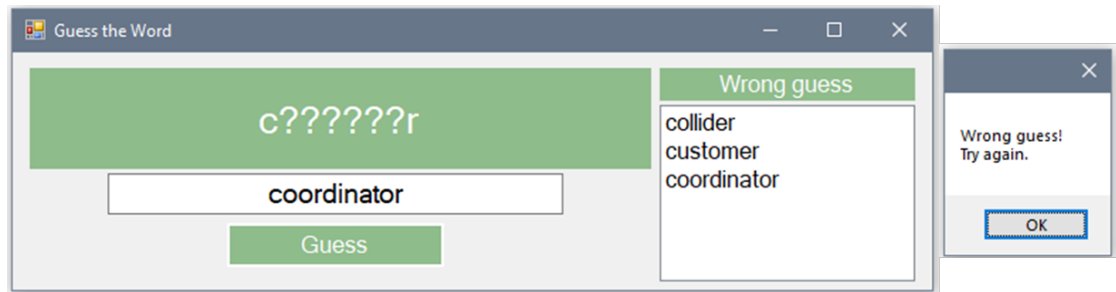 Guess the Word
c??????r
coordinator
Guess
Wrong guess
collider
customer
coordinator
Wrong guess!
Try again.
OK